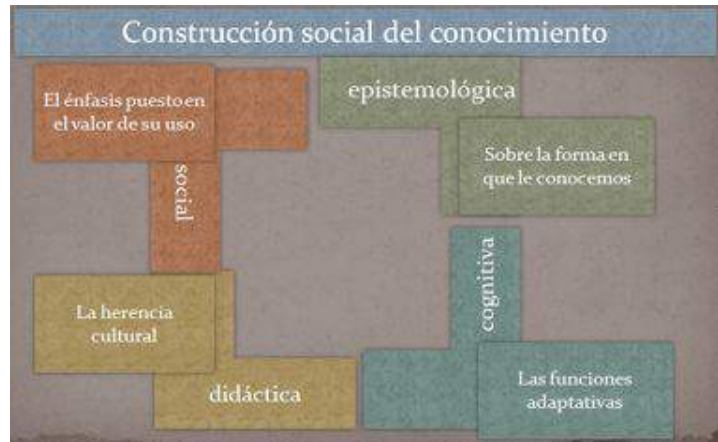 Construcción social del conocimiento
El énfasis puesto en
el valor de su uso
social
epistemológica
Sobre la forma en
que le conocemos
La herencia
cultural
didáctica
cognitiva
Las funciones
adaptativas